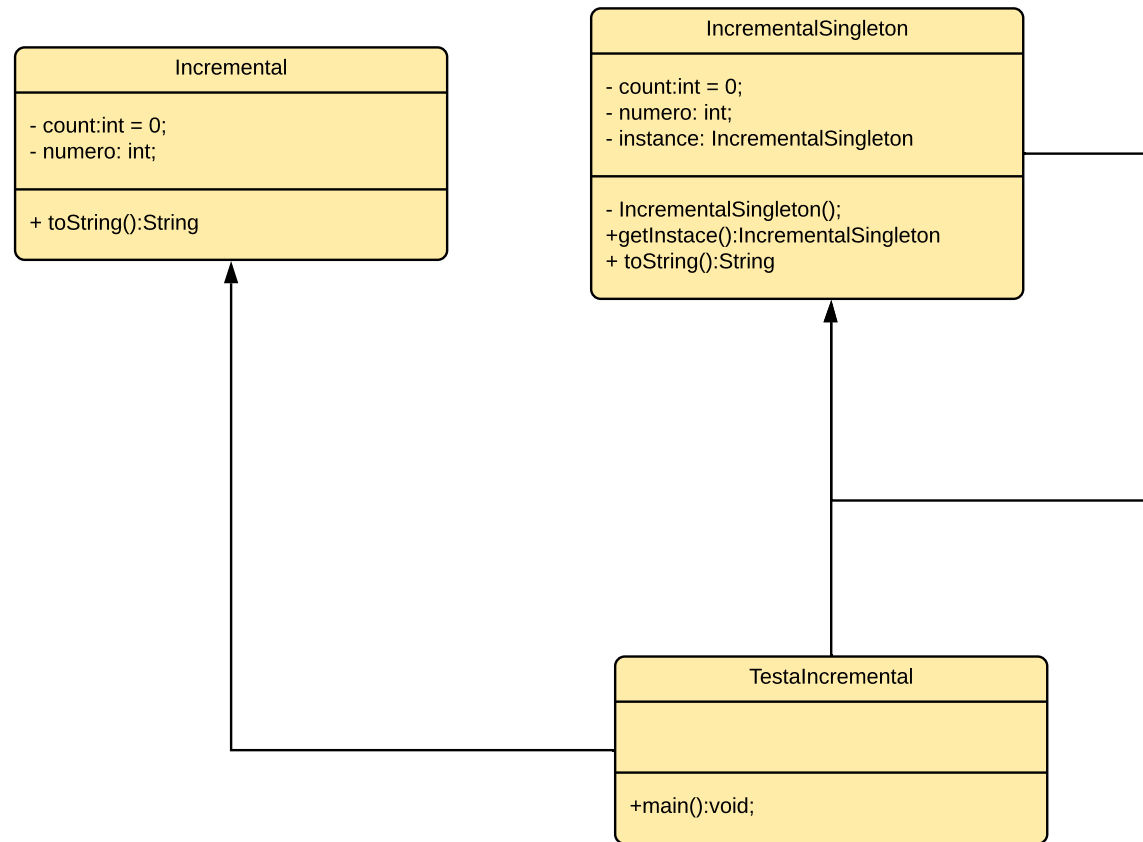 Incremental
- count:int = 0;
- numero: int;
+ toString():String
IncrementalSingleton
- count:int = 0;
- numero: int;
- instance: IncrementalSingleton
- IncrementalSingleton();
+getInstace():IncrementalSingleton
+ toString():String
TestaIncremental
+main():void;